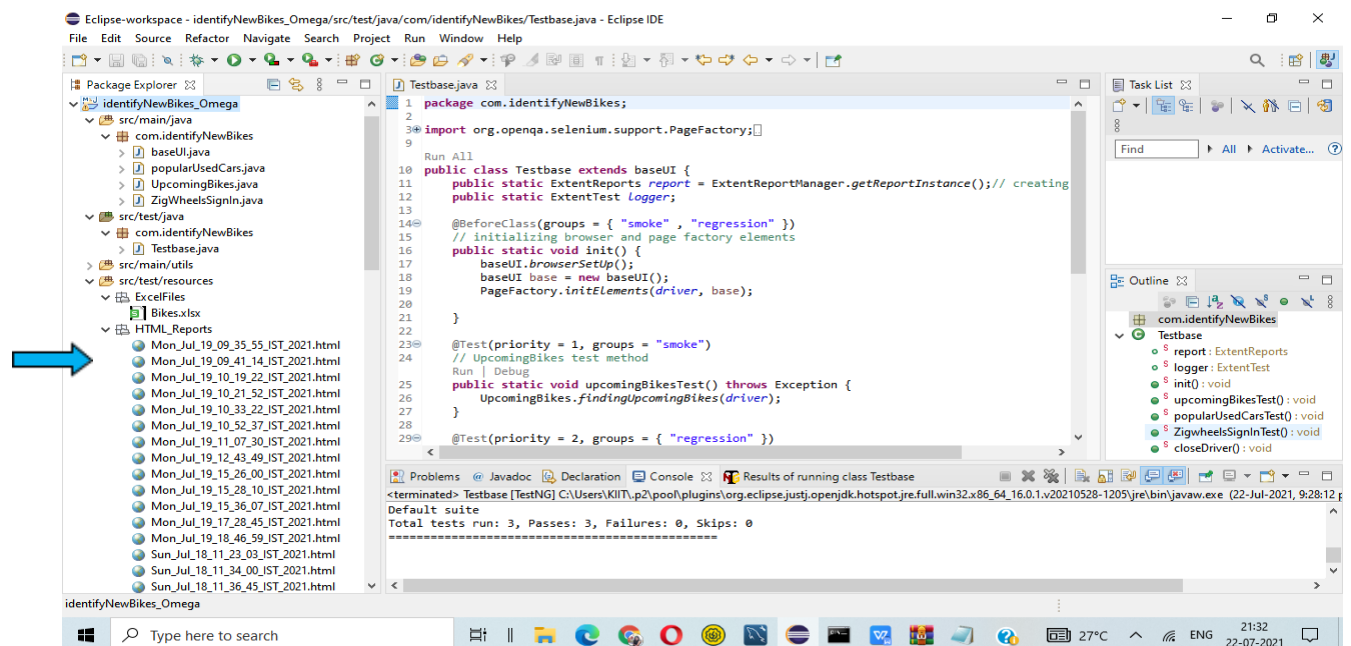 Eclipse-workspace - identifyNewBikes_Omega/src/test/java/com/identifyNewBikes/Testbase.java - Eclipse IDE
File Edit Source Refactor Navigate Search Project Run Window Help
Package Explorer
identifyNewBikes_Omega
src/main/java
com.identifyNewBikes
baseUI.java
popularUsedCars.java
UpcomingBikes.java
ZigWheelsSignIn.java
src/test/java
com.identifyNewBikes
Testbase.java
src/main/utils
src/test/resources
ExcelFiles
Bikes.xlsx
HTML_Reports
Mon_Jul_19_09_35_55_IST_2021.html
Mon_Jul_19_09_41_14_IST_2021.html
Mon_Jul_19_10_19_22_IST_2021.html
Mon_Jul_19_10_21_52_IST_2021.html
Mon_Jul_19_10_33_22_IST_2021.html
Mon_Jul_19_10_52_37_IST_2021.html
Mon_Jul_19_11_07_30_IST_2021.html
Mon_Jul_19_12_43_49_IST_2021.html
Mon_Jul_19_15_26_00_IST_2021.html
Mon_Jul_19_15_28_10_IST_2021.html
Mon_Jul_19_15_36_07_IST_2021.html
Mon_Jul_19_17_28_45_IST_2021.html
Mon_Jul_19_18_46_59_IST_2021.html
Sun_Jul_18_11_23_03_IST_2021.html
Sun_Jul_18_11_34_00_IST_2021.html
Sun_Jul_18_11_36_45_IST_2021.html
Testbase.java
1 package com.identifyNewBikes;
2
3 import org.openqa.selenium.support.PageFactory;
9
Run All
10 public class Testbase extends baseUI {
11 public static ExtentReports report = ExtentReportManager.getReportInstance();// creating
12 public static ExtentTest logger;
13
14 @BeforeClass(groups = { "smoke" , "regression" })
15 // initializing browser and page factory elements
16 public static void init() {
17 baseUI.browserSetUp();
18 baseUI base = new baseUI();
19 PageFactory.initElements(driver, base);
20
21 }
22
23 @Test(priority = 1, groups = "smoke")
24 // UpcomingBikes test method
Run | Debug
25 public static void upcomingBikesTest() throws Exception {
26 UpcomingBikes.findingUpcomingBikes(driver);
27 }
28
29 @Test(priority = 2, groups = { "regression" })
Task List
Find All Activate...
Outline
com.identifyNewBikes
Testbase
report : ExtentReports
logger : ExtentTest
init() : void
upcomingBikesTest() : void
popularUsedCarsTest() : void
ZigwheelsSignInTest() : void
closeDriver() : void
Problems @ Javadoc Declaration Console Results of running class Testbase
<terminated> Testbase [TestNG] C:\Users\KIIT\.p2\pool\plugins\org.eclipse.justj.openjdk.hotspot.jre.full.win32.x86_64_16.0.1.v20210528-1205\jre\bin\javaw.exe (22-Jul-2021, 9:28:12 p
Default suite
Total tests run: 3, Passes: 3, Failures: 0, Skips: 0
===============================================
identifyNewBikes_Omega
Type here to search
27°C ENG
21:32
22-07-2021